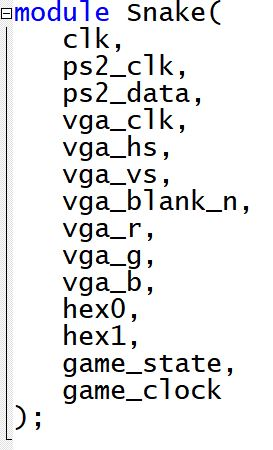 module Snake(
clk,
ps2_clk,
ps2_data,
vga_clk,
vga_hs,
vga_vs,
vga_blank_n,
vga_r,
vga_g,
vga_b,
hex0,
hex1,
game_state,
game_clock
);